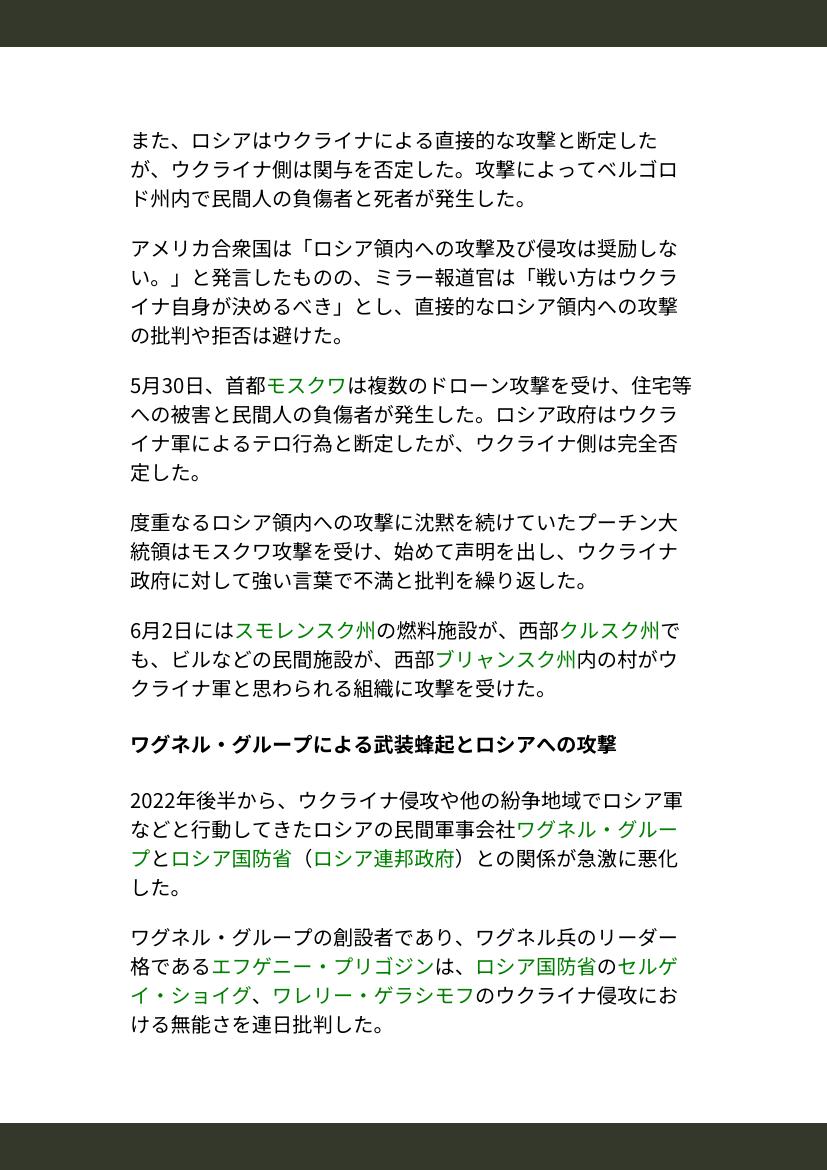 また、ロシアはウクライナによる直接的な攻撃と断定した
が、ウクライナ側は関与を否定した。攻撃によってベルゴロ
ド州内で民間人の負傷者と死者が発生した。
アメリカ合衆国は「ロシア領内への攻撃及び侵攻は奨励しな
い。」と発言したものの、ミラー報道官は「戦い方はウクラ
イナ自身が決めるべき」とし、直接的なロシア領内への攻撃
の批判や拒否は避けた。
5月30日、首都モスクワは複数のドローン攻撃を受け、住宅等
への被害と民間人の負傷者が発生した。ロシア政府はウクラ
イナ軍によるテロ行為と断定したが、ウクライナ側は完全否
定した。
度重なるロシア領内への攻撃に沈黙を続けていたプーチン大
統領はモスクワ攻撃を受け、始めて声明を出し、ウクライナ
政府に対して強い言葉で不満と批判を繰り返した。
6月2日にはスモレンスク州の燃料施設が、西部クルスク州で
も、ビルなどの民間施設が、西部ブリャンスク州内の村がウ
クライナ軍と思わられる組織に攻撃を受けた。
ワグネル・グループによる武装蜂起とロシアへの攻撃
2022年後半から、ウクライナ侵攻や他の紛争地域でロシア軍
などと行動してきたロシアの民間軍事会社ワグネル・グルー
プとロシア国防省（ロシア連邦政府）との関係が急激に悪化
した。
ワグネル・グループの創設者であり、ワグネル兵のリーダー
格であるエフゲニー・プリゴジンは、ロシア国防省のセルゲ
イ・ショイグ、ワレリー・ゲラシモフのウクライナ侵攻にお
ける無能さを連日批判した。